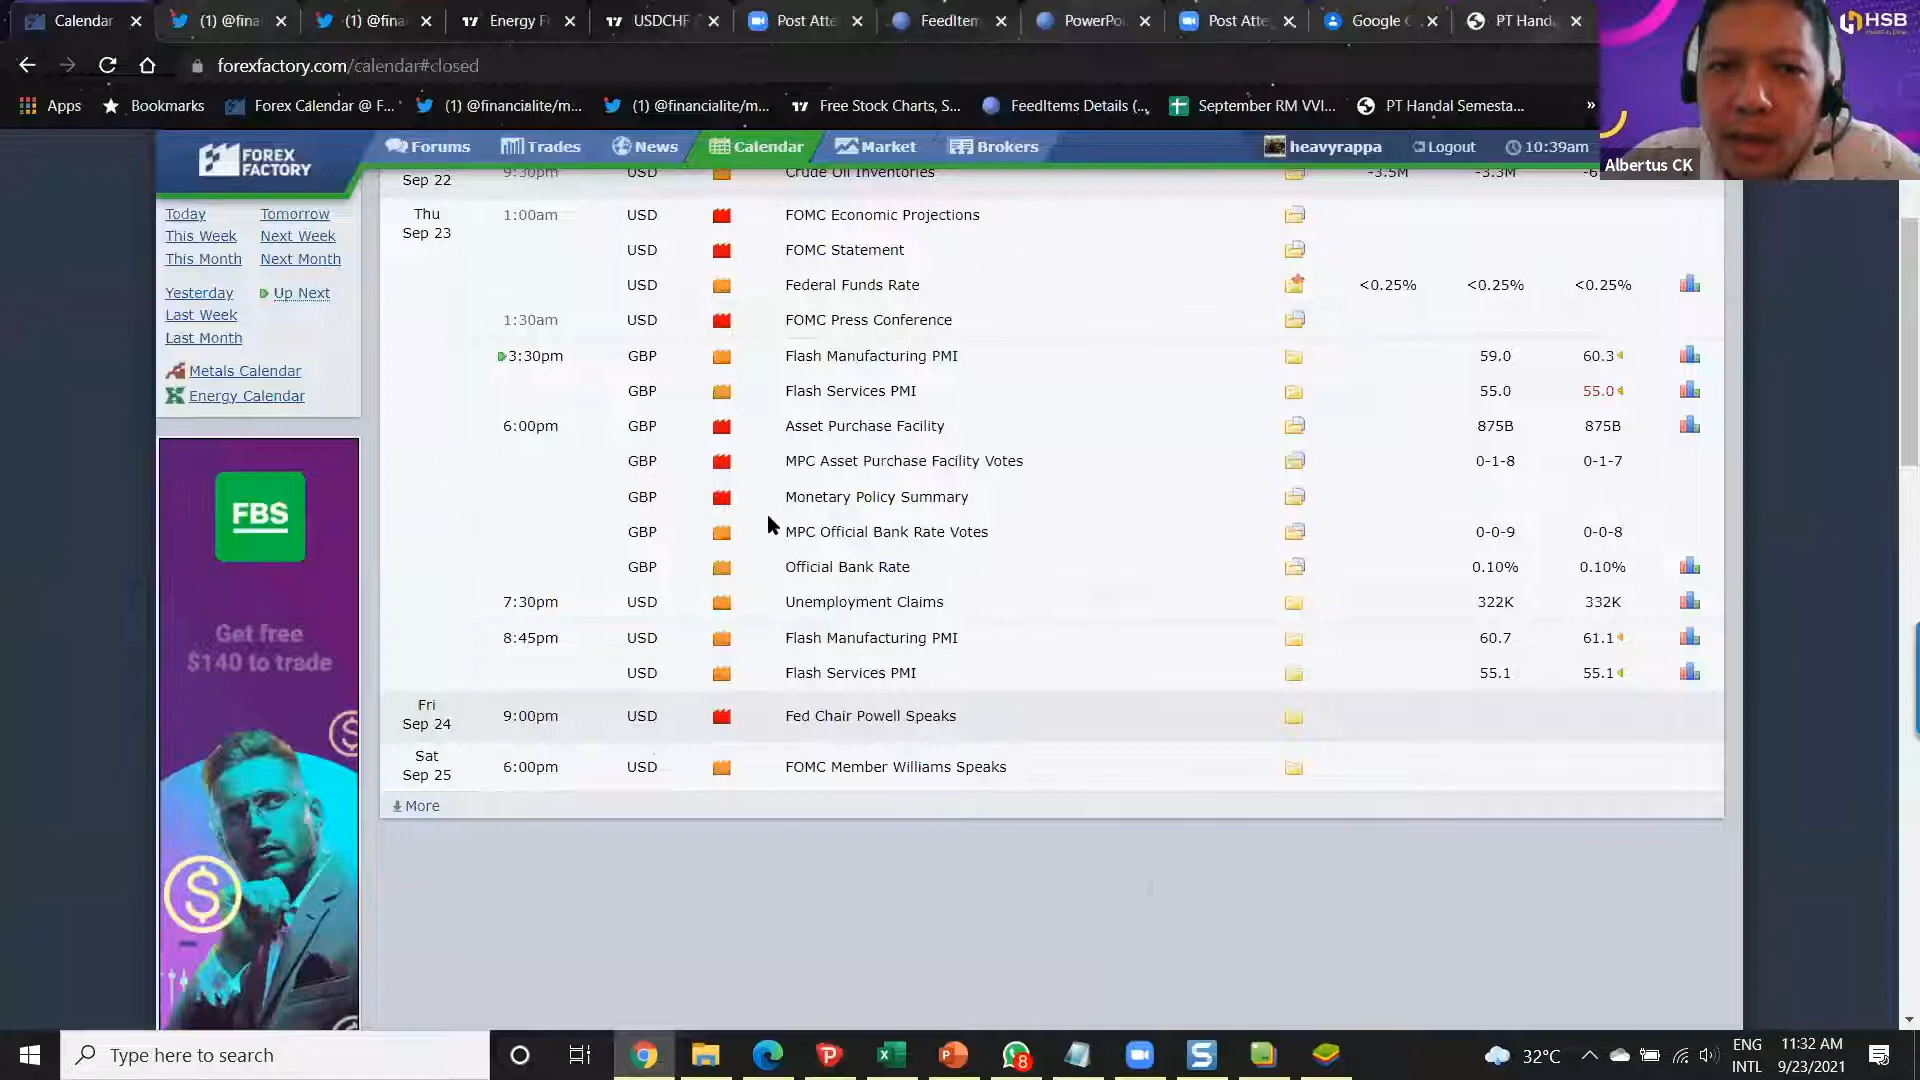 Calendar
(1) @fina
(1) @fina
Energy F
USDCHF
Post Atte
FeedItem
PowerPo
Post Atte
Google C
PT Hand
HSB
forexfactory.com/calendar#closed
Apps
Bookmarks
Forex Calendar @ F...
(1) @financialite/m...
(1) @financialite/m...
Free Stock Charts, S...
FeedItems Details (...
September RM VVI...
PT Handal Semesta...
»
Albertus CK
FOREX FACTORY
Forums
Trades
News
Calendar
Market
Brokers
heavyrappa
Logout
10:39am
Today Tomorrow
This Week Next Week
This Month Next Month
Yesterday Up Next
Last Week
Last Month
Metals Calendar
Energy Calendar
Sep 22 9:30pm USD Crude Oil Inventories -3.5M -3.3M
Thu Sep 23 1:00am USD FOMC Economic Projections
USD FOMC Statement
USD Federal Funds Rate <0.25% <0.25% <0.25%
1:30am USD FOMC Press Conference
3:30pm GBP Flash Manufacturing PMI 59.0 60.3
GBP Flash Services PMI 55.0 55.0
6:00pm GBP Asset Purchase Facility 875B 875B
GBP MPC Asset Purchase Facility Votes 0-1-8 0-1-7
GBP Monetary Policy Summary
GBP MPC Official Bank Rate Votes 0-0-9 0-0-8
GBP Official Bank Rate 0.10% 0.10%
7:30pm USD Unemployment Claims 322K 332K
8:45pm USD Flash Manufacturing PMI 60.7 61.1
USD Flash Services PMI 55.1 55.1
Fri Sep 24 9:00pm USD Fed Chair Powell Speaks
Sat Sep 25 6:00pm USD FOMC Member Williams Speaks
More
FBS
Get free
$140 to trade
Type here to search
8
32°C
ENG
INTL
11:32 AM
9/23/2021